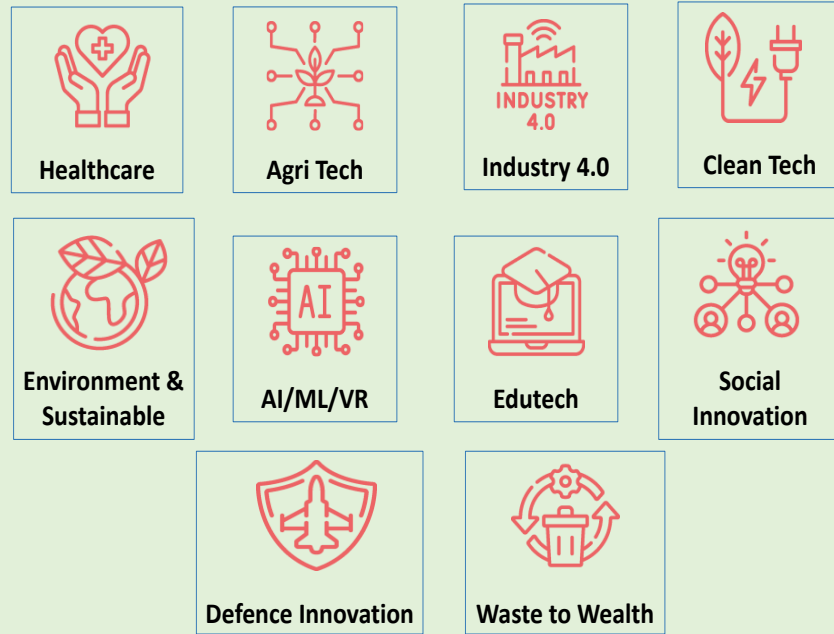 INDUSTRY
4.0
Healthcare
Agri Tech
Industry 4.0
Clean Tech
AI
Environment &
Sustainable
AI/ML/VR
Edutech
Social
Innovation
Defence Innovation
Waste to Wealth